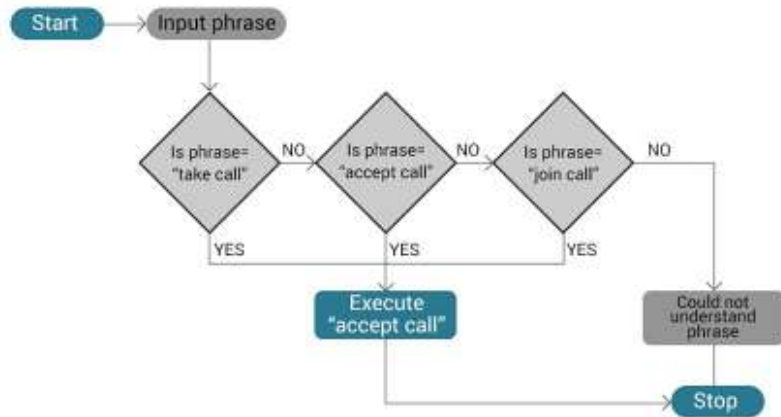 Start
Input phrase
Is phrase=
“take call”
NO
Is phrase=
“accept call”
NO
Is phrase=
“join call”
NO
YES
YES
YES
Execute
“accept call”
Could not
understand
phrase
Stop